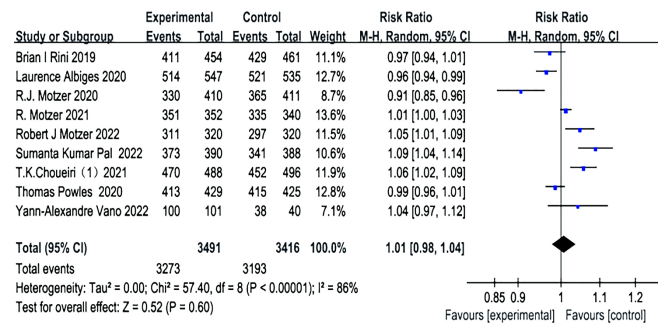 Experimental Control Risk Ratio Risk Ratio
Study or Subgroup Events Total Events Total Weight M-H, Random, 95% CI M-H, Random, 95% CI
Brian I Rini 2019 411 454 429 461 11.1% 0.97 [0.94, 1.01]
Laurence Albiges 2020 514 547 521 535 12.7% 0.96 [0.94, 0.99]
R.J. Motzer 2020 330 410 365 411 8.7% 0.91 [0.85, 0.96]
R. Motzer 2021 351 352 335 340 13.6% 1.01 [1.00, 1.03]
Robert J Motzer 2022 311 320 297 320 11.6% 1.05 [1.01, 1.09]
Sumanta Kumar Pal 2022 373 390 341 388 10.6% 1.09 [1.04, 1.14]
T.K.Choueiri（1）2021 470 488 452 496 11.8% 1.06 [1.02, 1.09]
Thomas Powles 2020 413 429 415 425 12.8% 0.99 [0.96, 1.01]
Yann-Alexandre Vano 2022 100 101 38 40 7.1% 1.04 [0.97, 1.12]
Total (95% CI) 3491 3416 100.0% 1.01 [0.98, 1.04]
Total events 3273 3193
Heterogeneity: Tau² = 0.00; Chi² = 57.40, df = 8 (P < 0.00001); I² = 86%
Test for overall effect: Z = 0.52 (P = 0.60)
0.85 0.9 1 1.1 1.2
Favours [experimental] Favours [control]